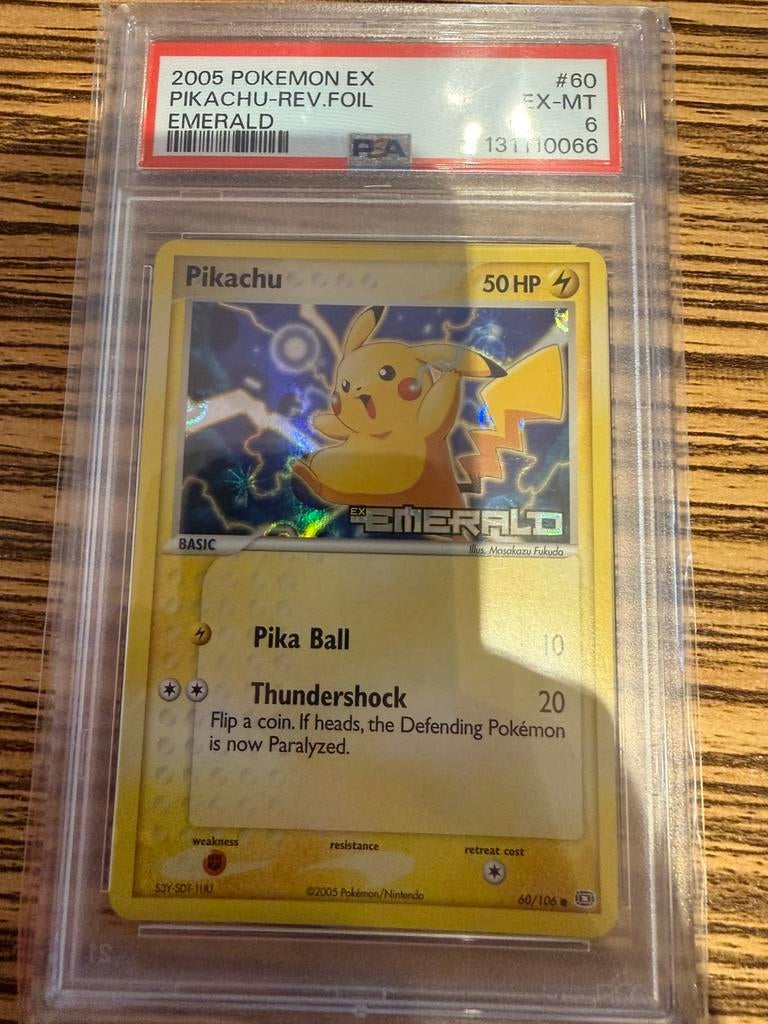 2005 POKEMON EX #60
PIKACHU-REV.FOIL EX-MT
EMERALD 6
PSA 131110066
Pikachu 50 HP
EX
EMERALD
BASIC
Illus. Masakazu Fukuda
Pika Ball 10
Thundershock 20
Flip a coin. If heads, the Defending Pokémon
is now Paralyzed.
weakness resistance retreat cost
©2005 Pokémon/Nintendo
60/106